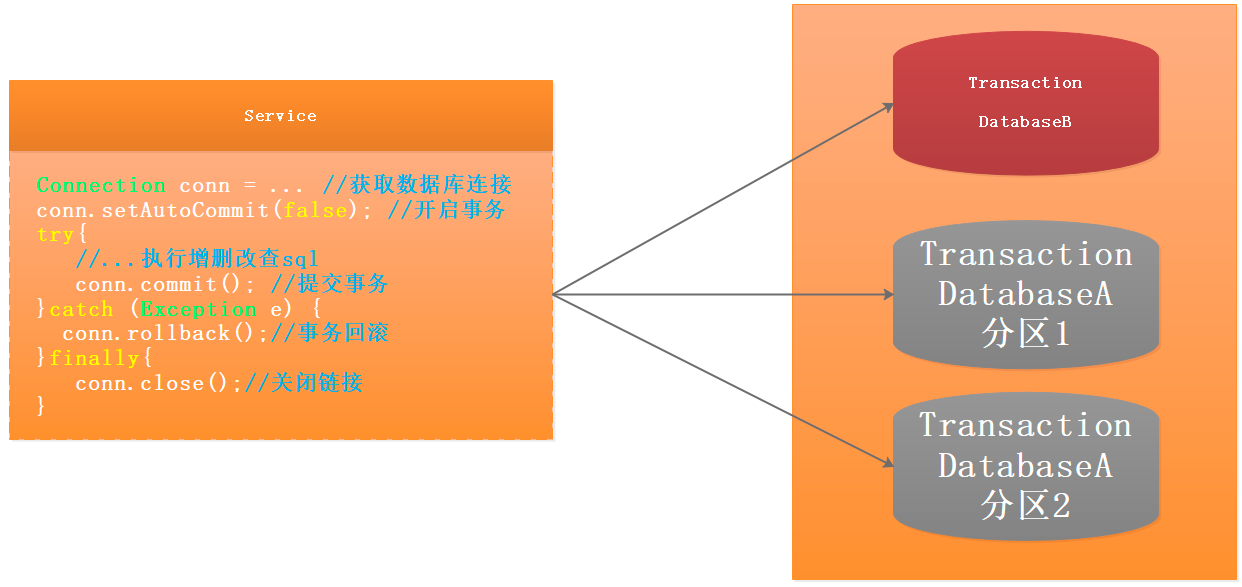 Service
Connection conn = ... //获取数据库连接
conn.setAutoCommit(false); //开启事务
try{
//...执行增删改查sql
conn.commit(); //提交事务
}catch (Exception e) {
conn.rollback();//事务回滚
}finally{
conn.close();//关闭链接
}
Transaction
DatabaseB
Transaction
DatabaseA
分区1
Transaction
DatabaseA
分区2